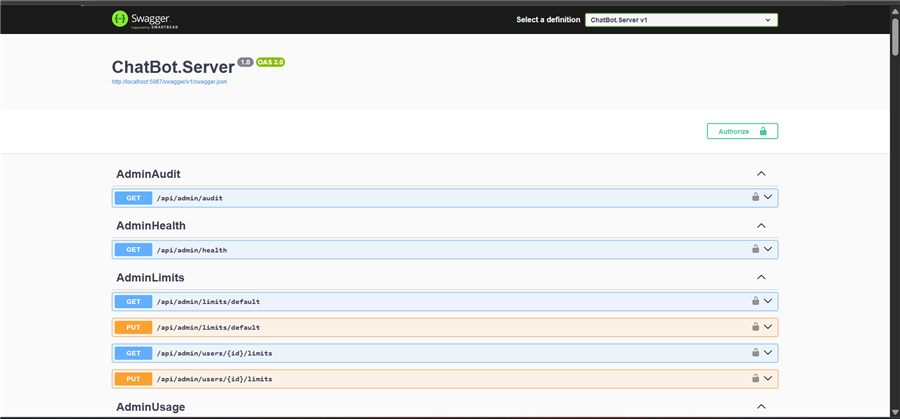 Swagger
Supported by SMARTBEAR
Select a definition
ChatBot.Server v1
ChatBot.Server 1.0 OAS 3.0
http://localhost:5087/swagger/v1/swagger.json
Authorize
AdminAudit
GET /api/admin/audit
AdminHealth
GET /api/admin/health
AdminLimits
GET /api/admin/limits/default
PUT /api/admin/limits/default
GET /api/admin/users/{id}/limits
PUT /api/admin/users/{id}/limits
AdminUsage